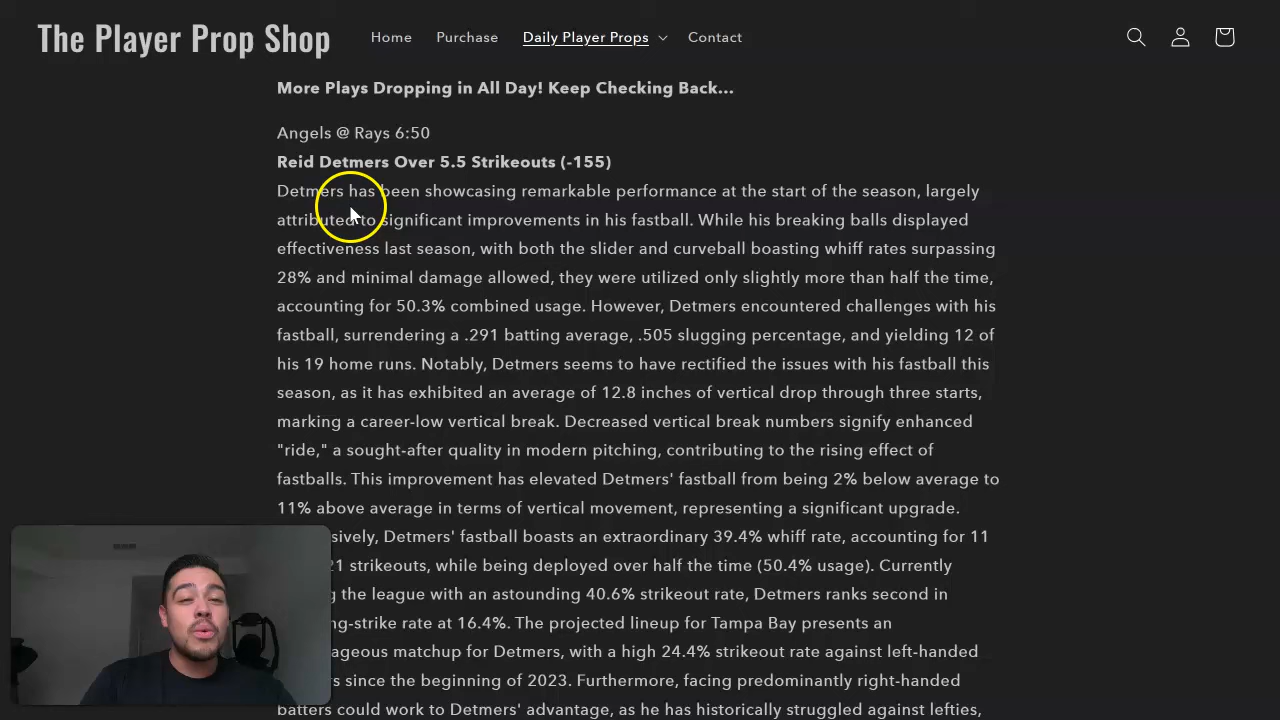 The Player Prop Shop
Home Purchase Daily Player Props Contact
More Plays Dropping in All Day! Keep Checking Back...
Angels @ Rays 6:50
Reid Detmers Over 5.5 Strikeouts (-155)
Detmers has been showcasing remarkable performance at the start of the season, largely
attributed to significant improvements in his fastball. While his breaking balls displayed
effectiveness last season, with both the slider and curveball boasting whiff rates surpassing
28% and minimal damage allowed, they were utilized only slightly more than half the time,
accounting for 50.3% combined usage. However, Detmers encountered challenges with his
fastball, surrendering a .291 batting average, .505 slugging percentage, and yielding 12 of
his 19 home runs. Notably, Detmers seems to have rectified the issues with his fastball this
season, as it has exhibited an average of 12.8 inches of vertical drop through three starts,
marking a career-low vertical break. Decreased vertical break numbers signify enhanced
"ride," a sought-after quality in modern pitching, contributing to the rising effect of
fastballs. This improvement has elevated Detmers' fastball from being 2% below average to
11% above average in terms of vertical movement, representing a significant upgrade.
Detmers' fastball boasts an extraordinary 39.4% whiff rate, accounting for 11
strikeouts, while being deployed over half the time (50.4% usage). Currently
the league with an astounding 40.6% strikeout rate, Detmers ranks second in
rate at 16.4%. The projected lineup for Tampa Bay presents an
matchup for Detmers, with a high 24.4% strikeout rate against left-handed
since the beginning of 2023. Furthermore, facing predominantly right-handed
batters could work to Detmers' advantage, as he has historically struggled against lefties,